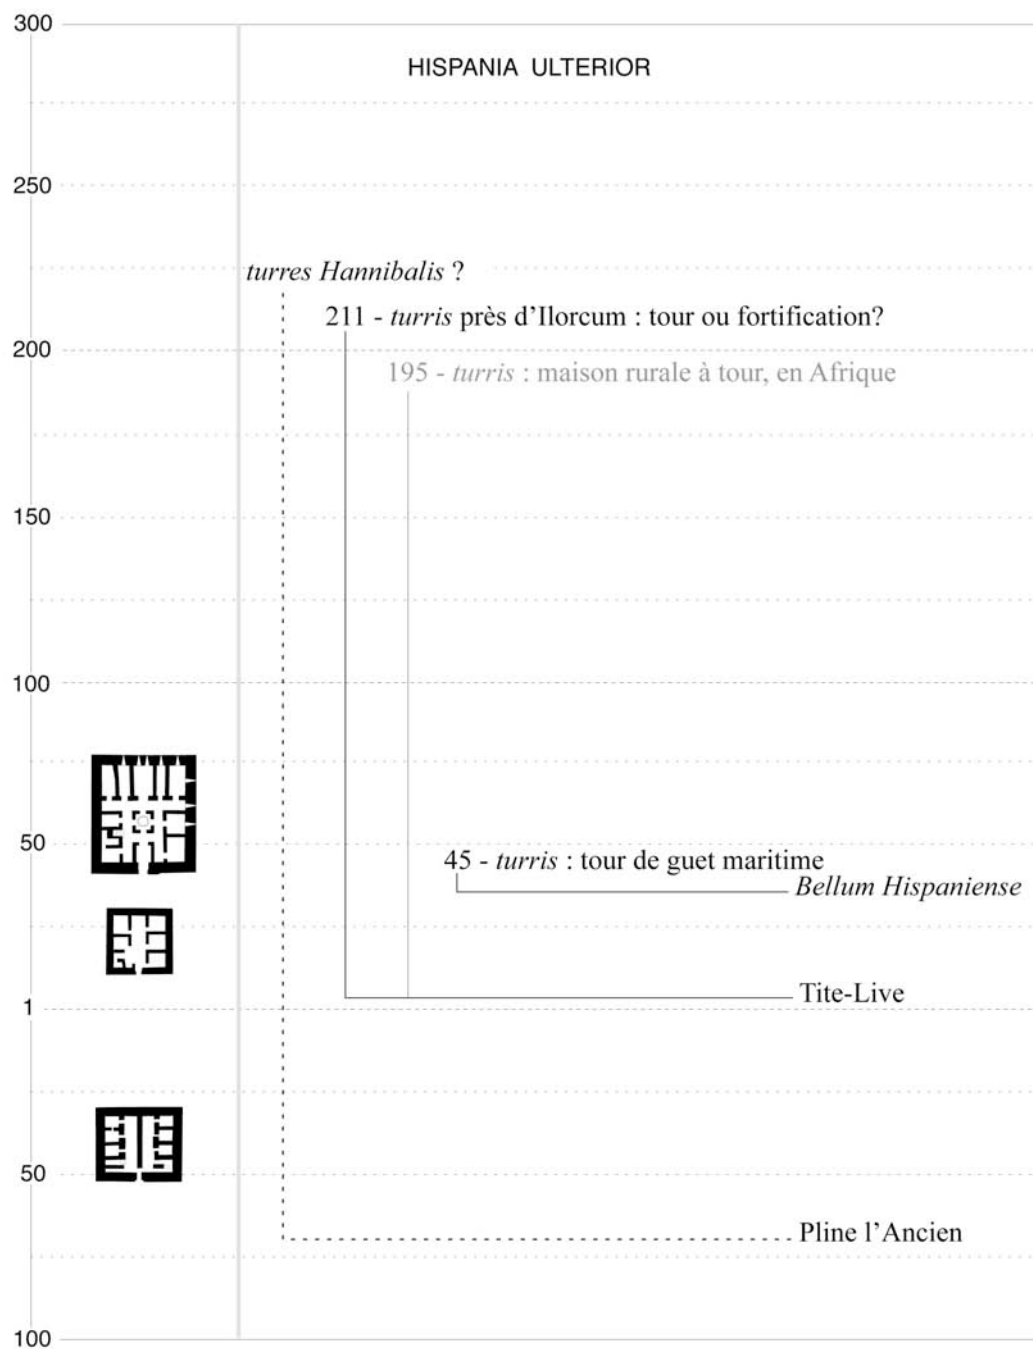 300
HISPANIA ULTERIOR
250
turres Hannibalis ?
211 - turris près d’Ilorcum : tour ou fortification?
200
195 - turris : maison rurale à tour, en Afrique
150
100
50
45 - turris : tour de guet maritime
Bellum Hispaniense
Tite-Live
1
50
Pline l’Ancien
100